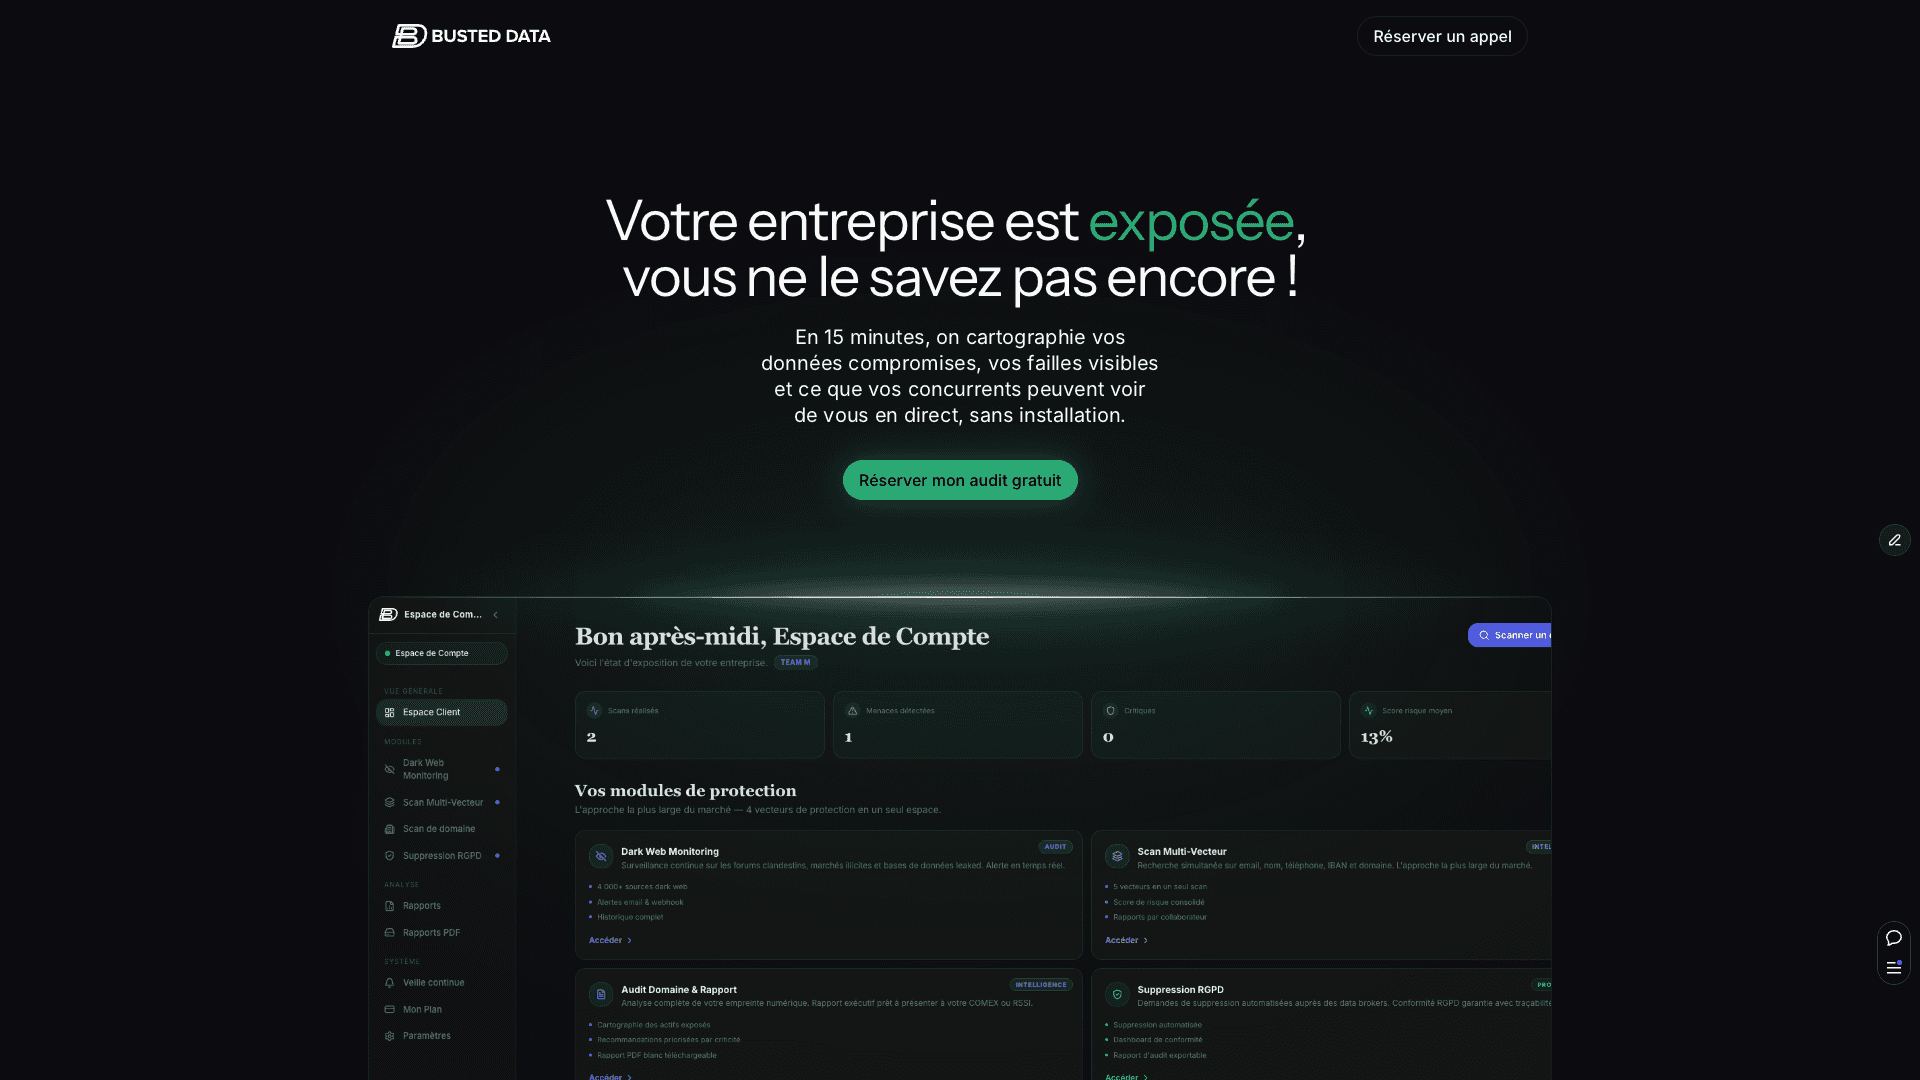 BUSTED DATA
Réserver un appel
Votre entreprise est exposée,
vous ne le savez pas encore !
En 15 minutes, on cartographie vos
données compromises, vos failles visibles
et ce que vos concurrents peuvent voir
de vous en direct, sans installation.
Réserver mon audit gratuit
Espace de Com...
Espace de Compte
VUE GÉNÉRALE
Espace Client
MODULES
Dark Web
Monitoring
Scan Multi-Vecteur
Scan de domaine
Suppression RGPD
ANALYSE
Rapports
Rapports PDF
SYSTÈME
Veille continue
Mon Plan
Paramètres
Bon après-midi, Espace de Compte
Voici l'état d'exposition de votre entreprise. TEAM M
Scanner un
Scans réalisés
2
Menaces détectées
1
Critiques
0
Score risque moyen
13%
Vos modules de protection
L'approche la plus large du marché — 4 vecteurs de protection en un seul espace.
Dark Web Monitoring
AUDIT
Surveillance continue sur les forums clandestins, marchés illicites et bases de données leaked. Alerte en temps réel.
4 000+ sources dark web
Alertes email & webhook
Historique complet
Accéder
Scan Multi-Vecteur
INTEL
Recherche simultanée sur email, nom, téléphone, IBAN et domaine. L'approche la plus large du marché.
5 vecteurs en un seul scan
Score de risque consolidé
Rapports par collaborateur
Accéder
Audit Domaine & Rapport
INTELLIGENCE
Analyse complète de votre empreinte numérique. Rapport exécutif prêt à présenter à votre COMEX ou RSSI.
Cartographie des actifs exposés
Recommandations priorisées par criticité
Rapport PDF blanc téléchargeable
Accéder
Suppression RGPD
PRO
Demandes de suppression automatisées auprès des data brokers. Conformité RGPD garantie avec traçabilité
Suppression automatisée
Dashboard de conformité
Rapport d'audit exportable
Accéder